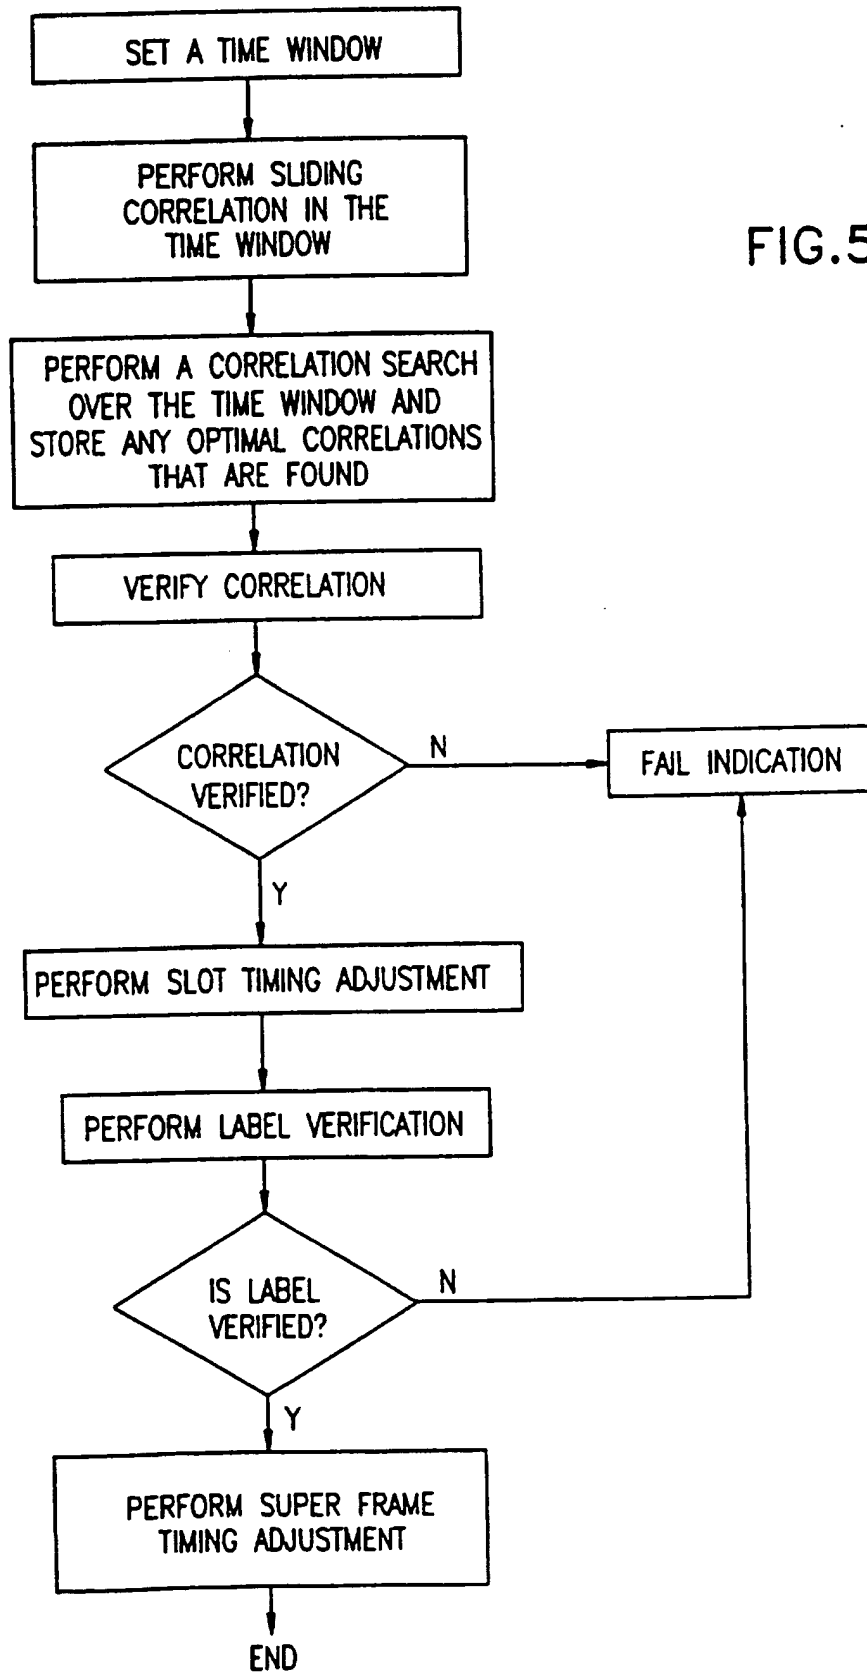 SET A TIME WINDOW
PERFORM SLIDING
CORRELATION IN THE
TIME WINDOW
FIG.5
PERFORM A CORRELATION SEARCH
OVER THE TIME WINDOW AND
STORE ANY OPTIMAL CORRELATIONS
THAT ARE FOUND
VERIFY CORRELATION
CORRELATION
VERIFIED?
N
FAIL INDICATION
Y
PERFORM SLOT TIMING ADJUSTMENT
PERFORM LABEL VERIFICATION
IS LABEL
VERIFIED?
N
Y
PERFORM SUPER FRAME
TIMING ADJUSTMENT
END